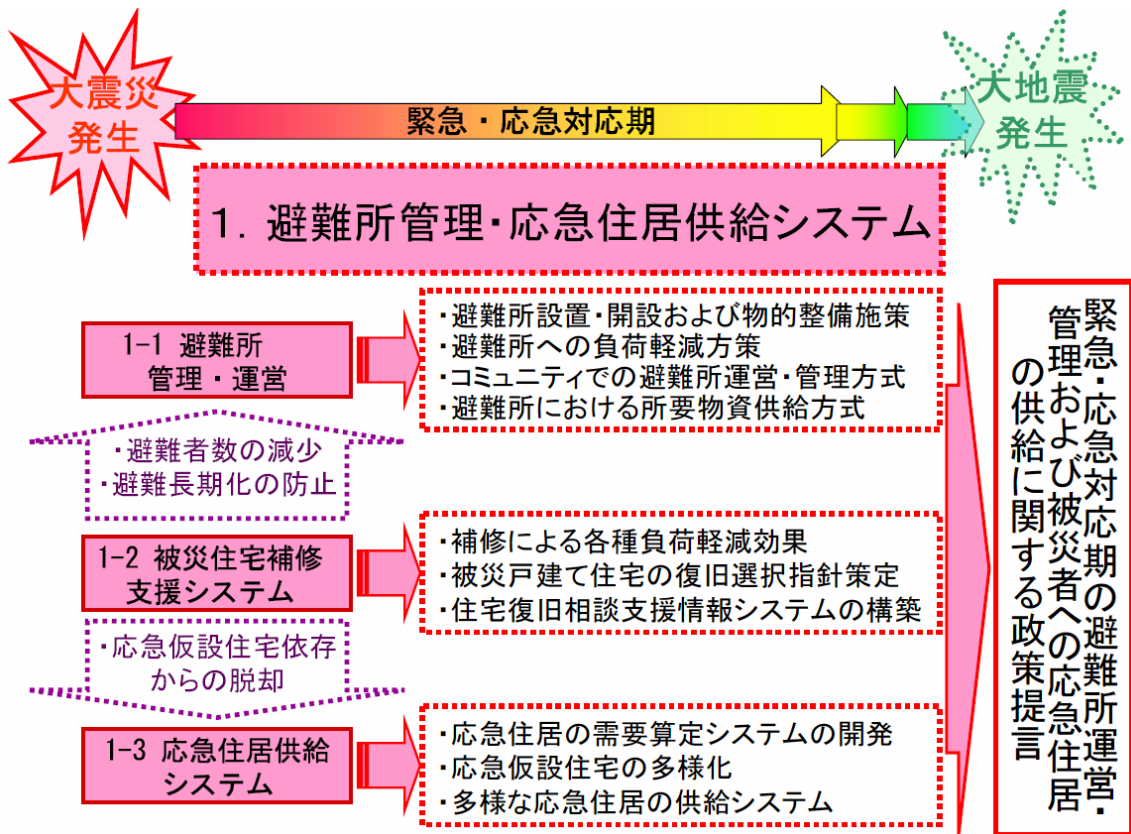 大震災
発生
緊急・応急対応期
大地震
発生
1. 避難所管理・応急住居供給システム
1-1 避難所
管理・運営
・避難所設置・開設および物的整備施策
・避難所への負荷軽減方策
・コミュニティでの避難所運営・管理方式
・避難所における所要物資供給方式
・避難者数の減少
・避難長期化の防止
1-2 被災住宅補修
支援システム
・補修による各種負荷軽減効果
・被災戸建て住宅の復旧選択指針策定
・住宅復旧相談支援情報システムの構築
・応急仮設住宅依存
からの脱却
1-3 応急住居供給
システム
・応急住居の需要算定システムの開発
・応急仮設住宅の多様化
・多様な応急住居の供給システム
緊急・応急対応期の避難所運営・
管理および被災者への応急住居
の供給に関する政策提言